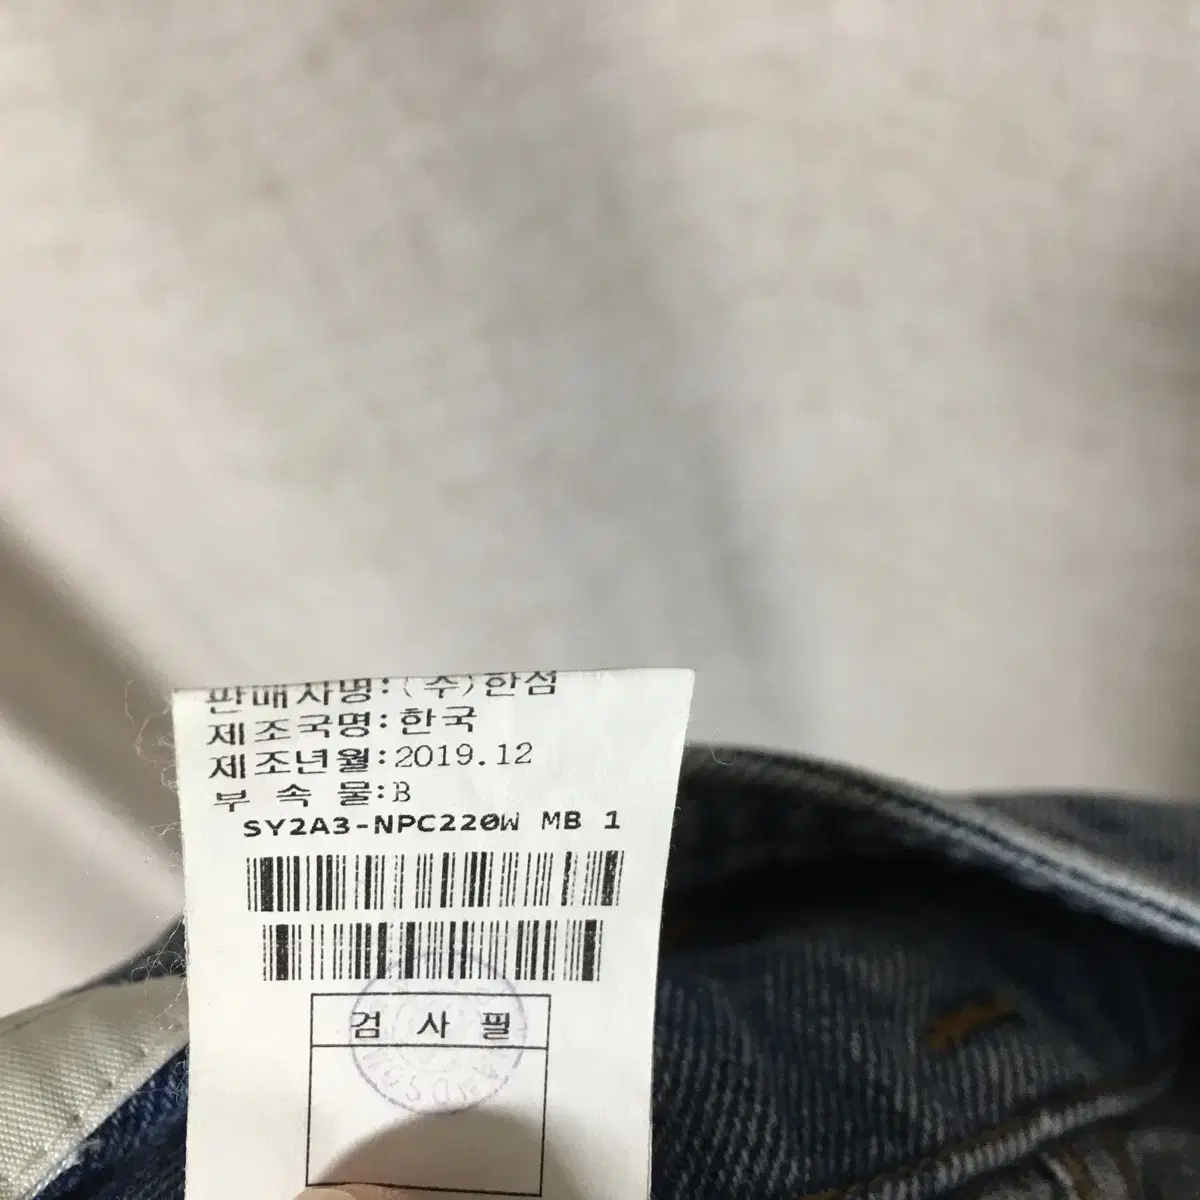 판매자명:(주)한섬
제조국명:한국
제조년월:2019.12
부 속 물:B
SY2A3-NPC220W MB 1
검 사 필